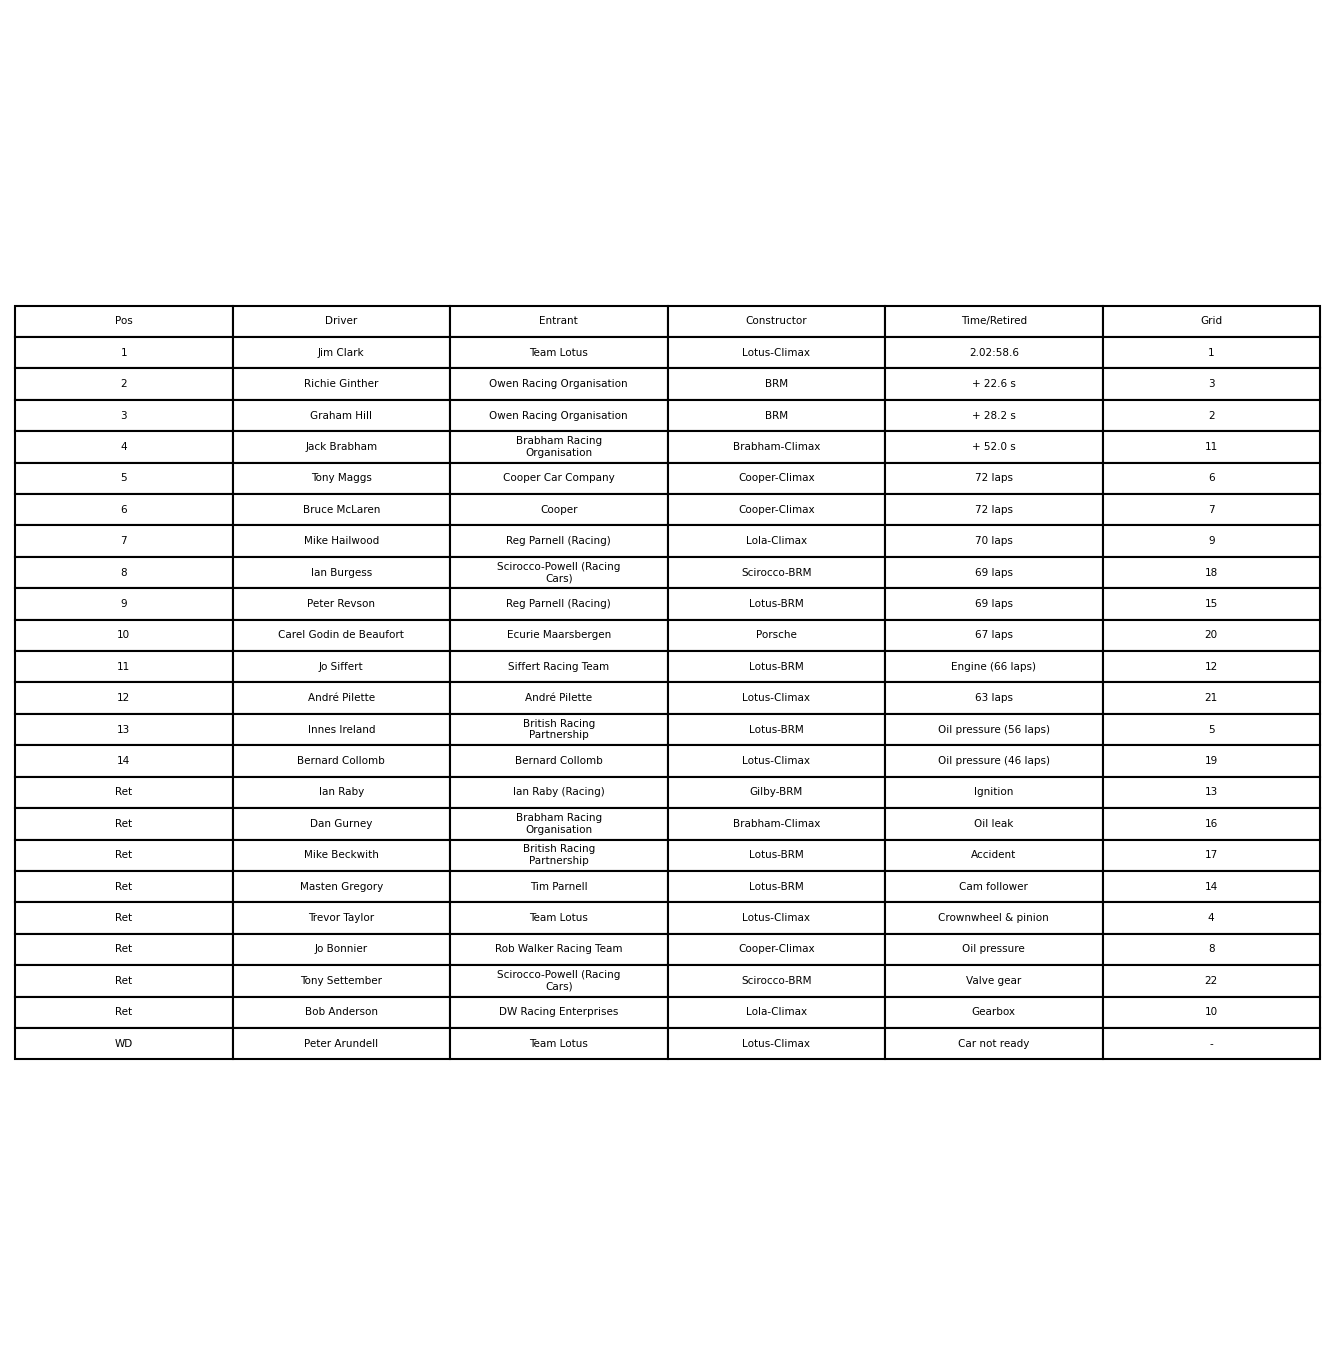 Pos Driver Entrant Constructor Time/Retired Grid
1 Jim Clark Team Lotus Lotus-Climax 2.02:58.6 1
2 Richie Ginther Owen Racing Organisation BRM + 22.6 s 3
3 Graham Hill Owen Racing Organisation BRM + 28.2 s 2
4 Jack Brabham Brabham Racing Organisation Brabham-Climax + 52.0 s 11
5 Tony Maggs Cooper Car Company Cooper-Climax 72 laps 6
6 Bruce McLaren Cooper Cooper-Climax 72 laps 7
7 Mike Hailwood Reg Parnell (Racing) Lola-Climax 70 laps 9
8 Ian Burgess Scirocco-Powell (Racing Cars) Scirocco-BRM 69 laps 18
9 Peter Revson Reg Parnell (Racing) Lotus-BRM 69 laps 15
10 Carel Godin de Beaufort Ecurie Maarsbergen Porsche 67 laps 20
11 Jo Siffert Siffert Racing Team Lotus-BRM Engine (66 laps) 12
12 André Pilette André Pilette Lotus-Climax 63 laps 21
13 Innes Ireland British Racing Partnership Lotus-BRM Oil pressure (56 laps) 5
14 Bernard Collomb Bernard Collomb Lotus-Climax Oil pressure (46 laps) 19
Ret Ian Raby Ian Raby (Racing) Gilby-BRM Ignition 13
Ret Dan Gurney Brabham Racing Organisation Brabham-Climax Oil leak 16
Ret Mike Beckwith British Racing Partnership Lotus-BRM Accident 17
Ret Masten Gregory Tim Parnell Lotus-BRM Cam follower 14
Ret Trevor Taylor Team Lotus Lotus-Climax Crownwheel & pinion 4
Ret Jo Bonnier Rob Walker Racing Team Cooper-Climax Oil pressure 8
Ret Tony Settember Scirocco-Powell (Racing Cars) Scirocco-BRM Valve gear 22
Ret Bob Anderson DW Racing Enterprises Lola-Climax Gearbox 10
WD Peter Arundell Team Lotus Lotus-Climax Car not ready -